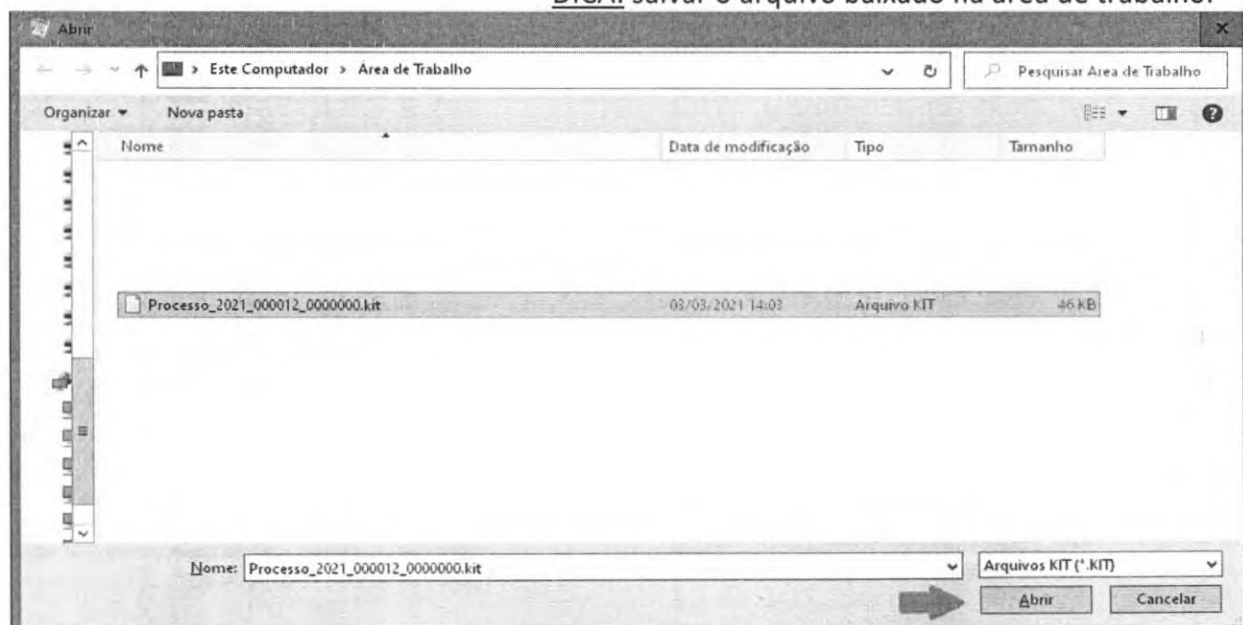 DICA: salvar o arquivo baixado na área de trabalho.
Abrir
Este Computador > Área de Trabalho
Pesquisar Área de Trabalho
Organizar
Nova pasta
Nome Data de modificação Tipo Tamanho
Processo_2021_000012_0000000.kit 03/03/2021 14:03 Arquivo KIT 46 KB
Nome: Processo_2021_000012_0000000.kit Arquivos KIT (*.KIT)
Abrir Cancelar